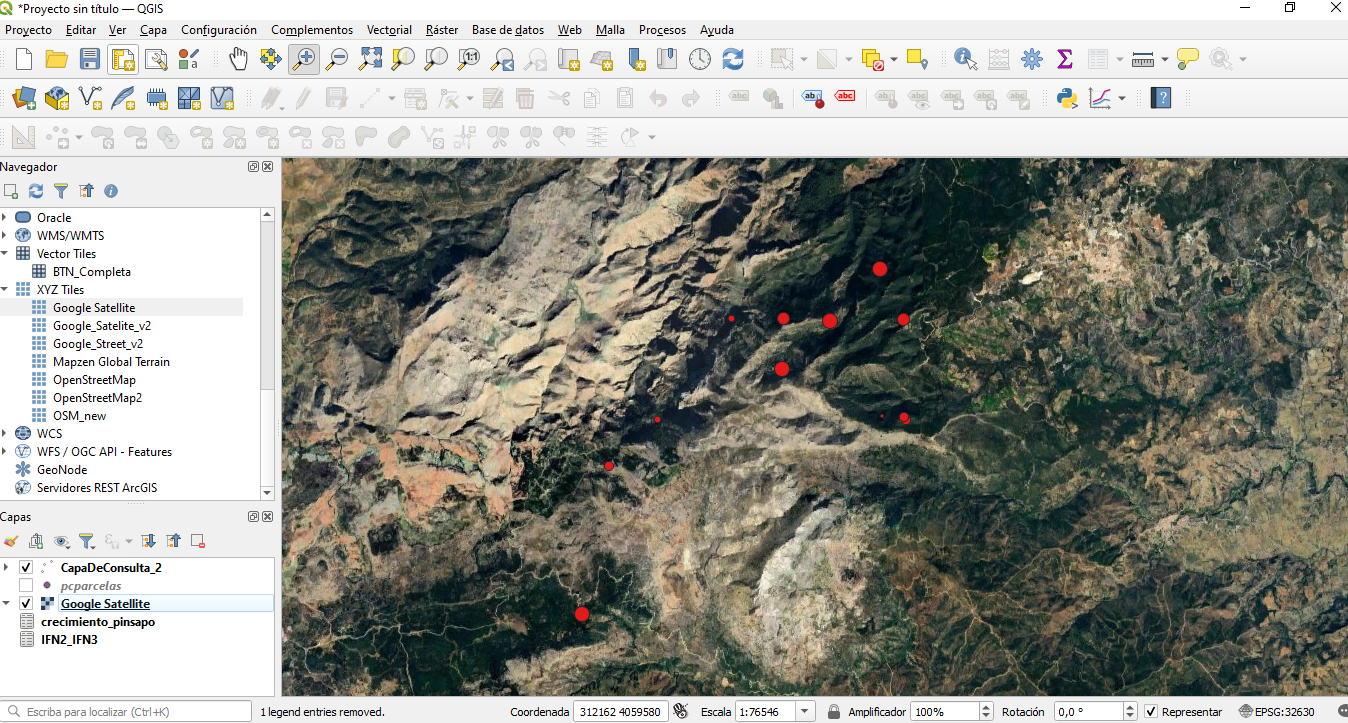 *Proyecto sin título — QGIS
Proyecto Editar Ver Capa Configuración Complementos Vectorial Ráster Base de datos Web Malla Procesos Ayuda
Navegador
Oracle
WMS/WMTS
Vector Tiles
BTN_Completa
XYZ Tiles
Google Satellite
Google_Satelite_v2
Google_Street_v2
Mapzen Global Terrain
OpenStreetMap
OpenStreetMap2
OSM_new
WCS
WFS / OGC API - Features
GeoNode
Servidores REST ArcGIS
Capas
CapaDeConsulta_2
pcparcelas
Google Satellite
crecimiento_pinsapo
IFN2_IFN3
Escriba para localizar (Ctrl+K) 1 legend entries removed. Coordenada 312162 4059580 Escala 1:76546 Amplificador 100% Rotación 0,0 ° Representar EPSG:32630